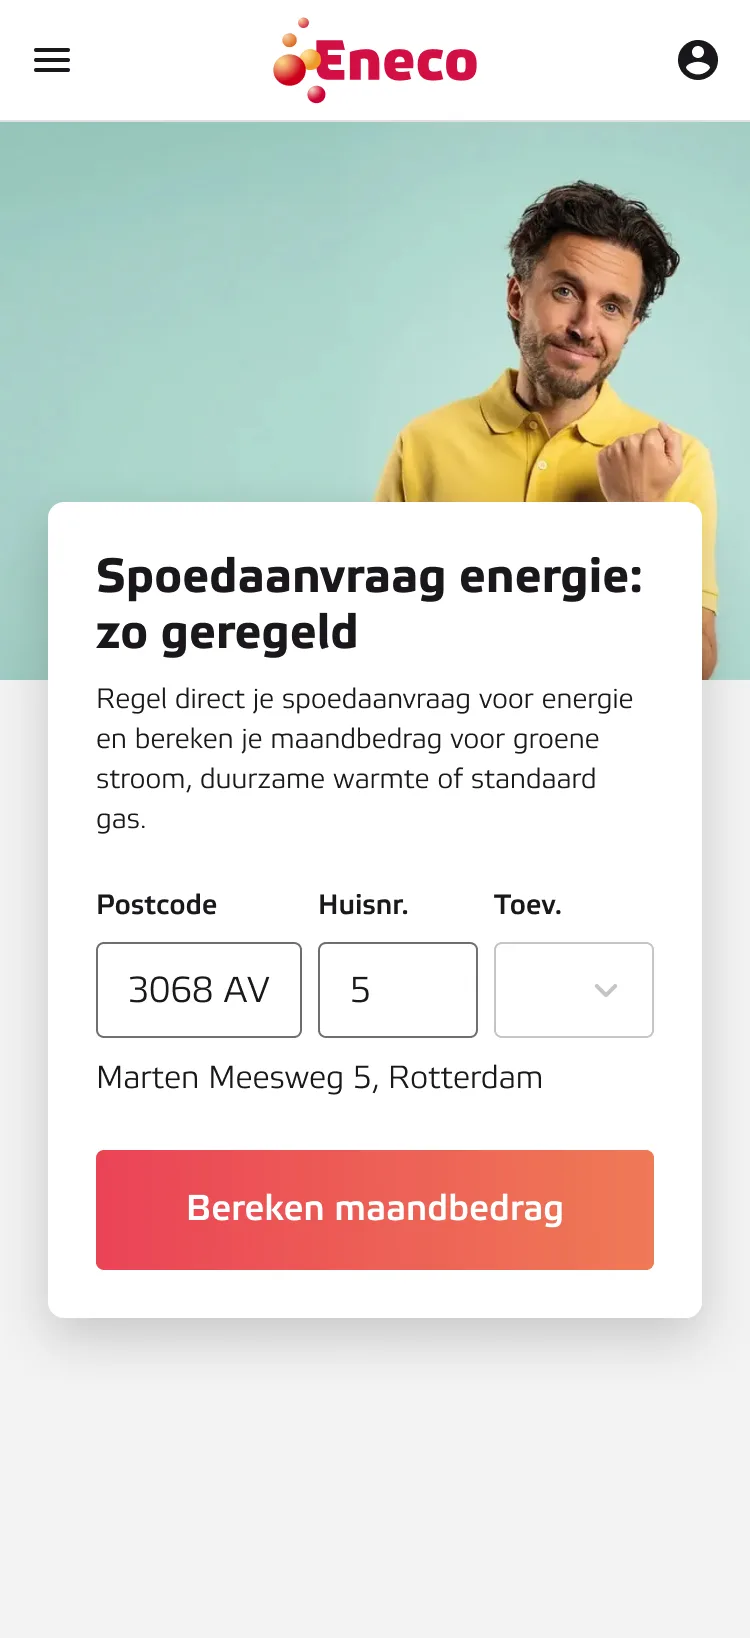 Eneco
Spoedaanvraag energie:
zo geregeld
Regel direct je spoedaanvraag voor energie
en bereken je maandbedrag voor groene
stroom, duurzame warmte of standaard
gas.
Postcode Huisnr. Toev.
3068 AV 5
Marten Meesweg 5, Rotterdam
Bereken maandbedrag